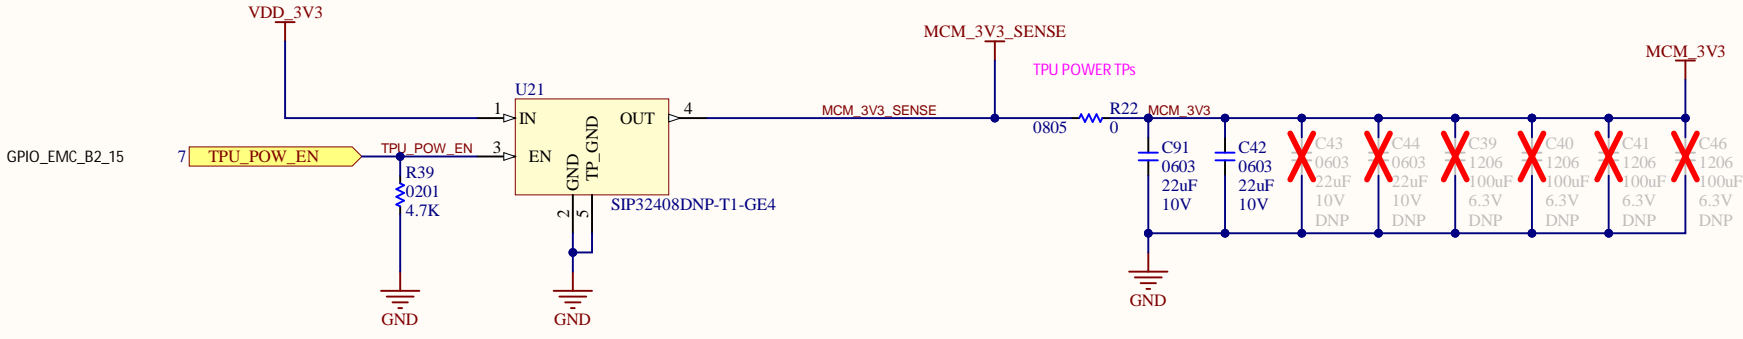 VDD_3V3
MCM_3V3_SENSE
TPU POWER TPs
MCM_3V3
U21
1
IN
OUT
4
MCM_3V3_SENSE
R22
0805
0
MCM_3V3
GPIO_EMC_B2_15
7
TPU_POW_EN
TPU_POW_EN
3
EN
GND
TP_GND
2
5
SIP32408DNP-T1-GE4
R39
0201
4.7K
GND
GND
C91
0603
22uF
10V
C42
0603
22uF
10V
C43
0603
22uF
10V
DNP
C44
0603
22uF
10V
DNP
C39
1206
100uF
6.3V
DNP
C40
1206
100uF
6.3V
DNP
C41
1206
100uF
6.3V
DNP
C46
1206
100uF
6.3V
DNP
GND